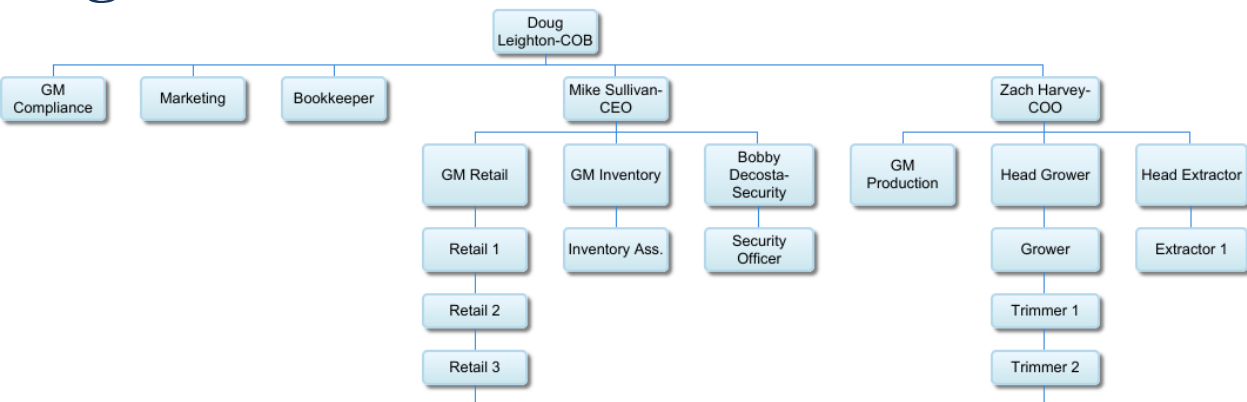 Doug
Leighton-COB
GM
Compliance
Marketing
Bookkeeper
Mike Sullivan-
CEO
Zach Harvey-
COO
GM Retail
GM Inventory
Bobby
Decosta-
Security
GM
Production
Head Grower
Head Extractor
Retail 1
Inventory Ass.
Security
Officer
Grower
Extractor 1
Retail 2
Trimmer 1
Retail 3
Trimmer 2